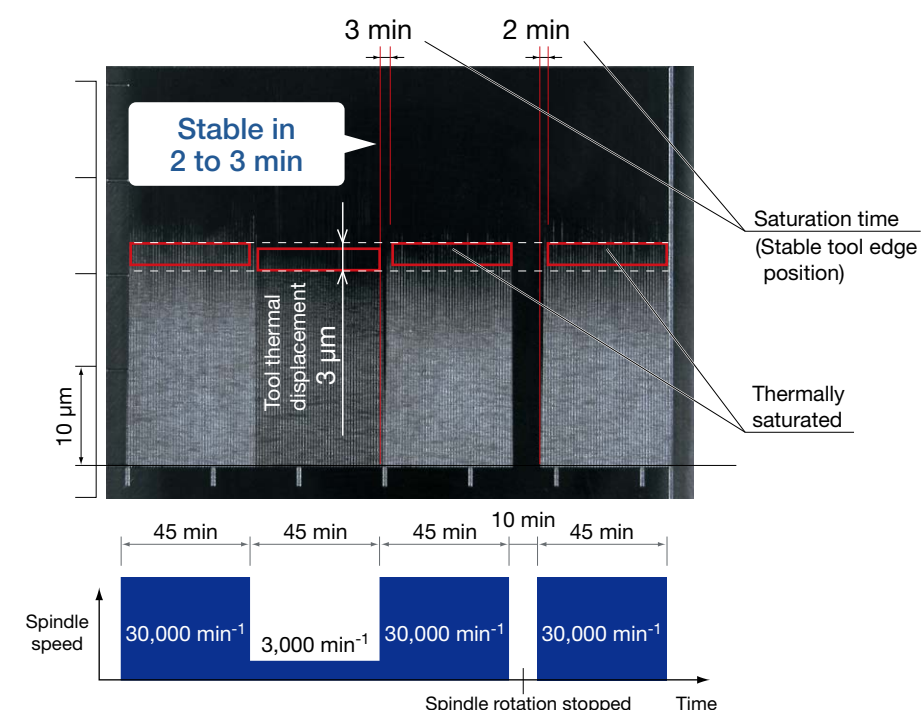 3 min
2 min
Stable in
2 to 3 min
Saturation time
(Stable tool edge
position)
Tool thermal
displacement
3 μm
10 μm
Thermally
saturated
45 min
45 min
45 min
10 min
45 min
Spindle
speed
30,000 min-1
3,000 min-1
30,000 min-1
30,000 min-1
Spindle rotation stopped
Time